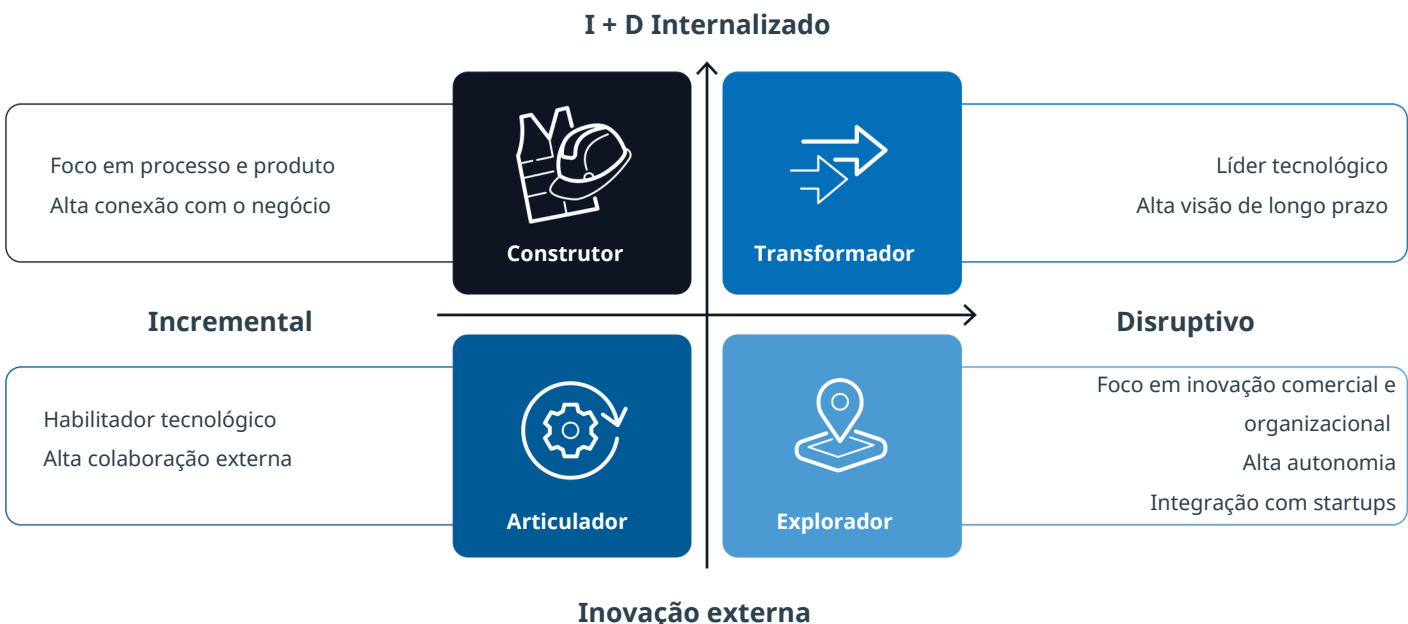 I + D Internalizado
Foco em processo e produto
Alta conexão com o negócio
Construtor
Transformador
Líder tecnológico
Alta visão de longo prazo
Incremental
Disruptivo
Habilitador tecnológico
Alta colaboração externa
Articulador
Explorador
Foco em inovação comercial e
organizacional
Alta autonomia
Integração com startups
Inovação externa